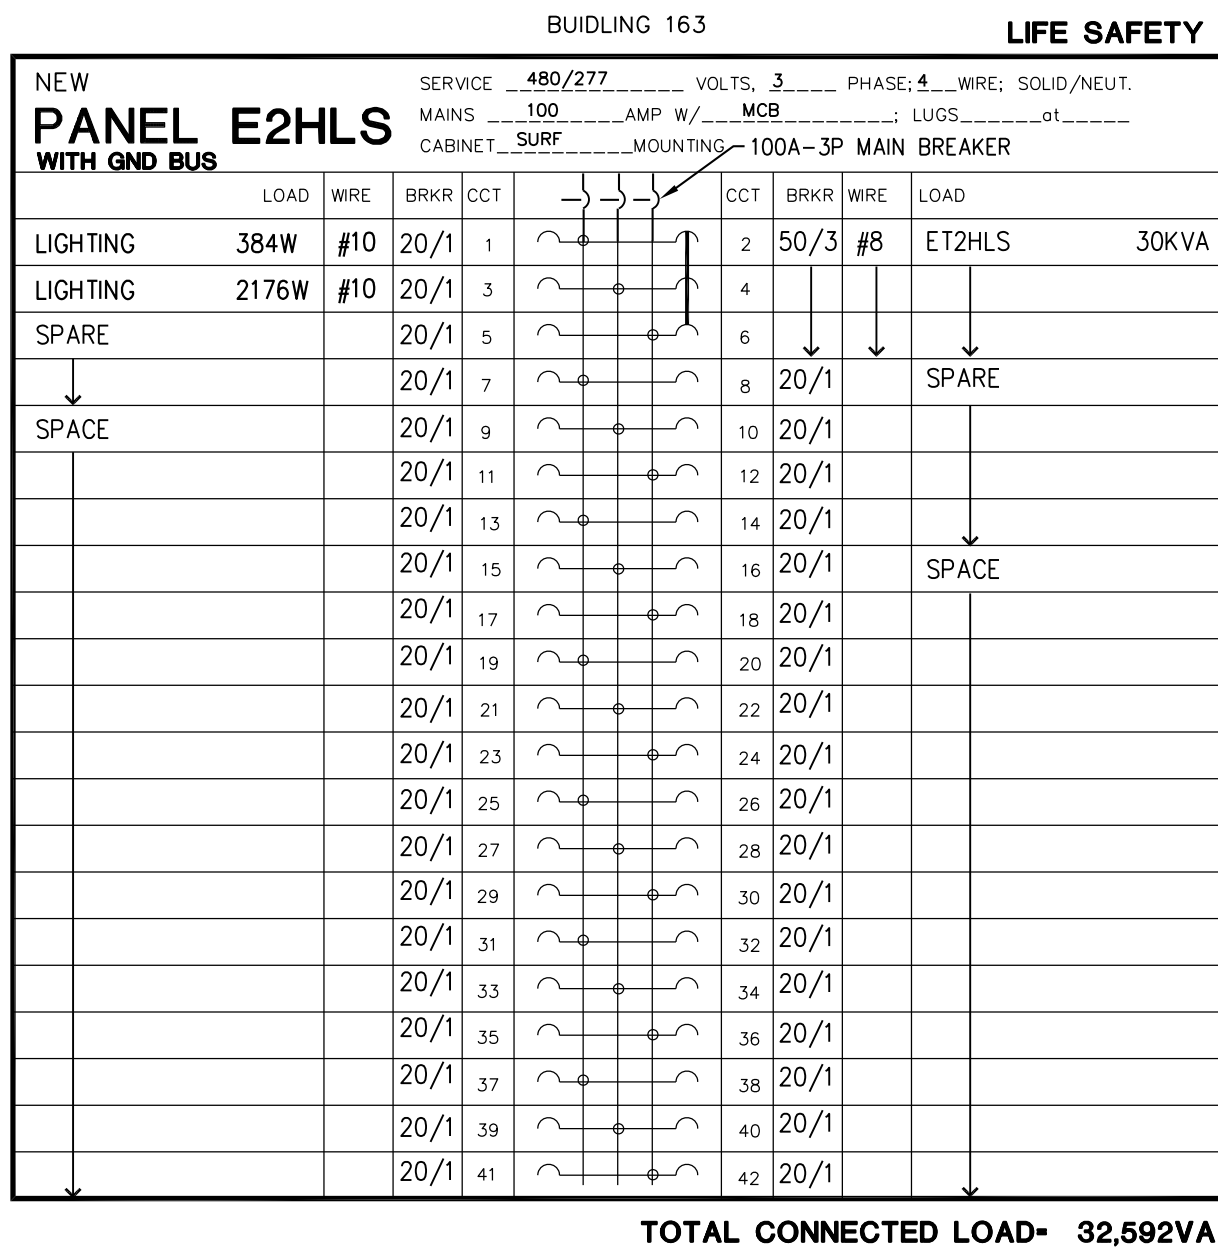 BUIDLING 163
LIFE SAFETY
NEW
PANEL E2HLS
WITH GND BUS
SERVICE 480/277 VOLTS, 3 PHASE; 4 WIRE; SOLID/NEUT.
MAINS 100 AMP W/ MCB ; LUGS at
CABINET SURF MOUNTING
100A-3P MAIN BREAKER
LOAD WIRE BRKR CCT CCT BRKR WIRE LOAD
LIGHTING 384W #10 20/1 1 2 50/3 #8 ET2HLS 30KVA
LIGHTING 2176W #10 20/1 3 4
SPARE 20/1 5 6
20/1 7 8 20/1 SPARE
SPACE 20/1 9 10 20/1
20/1 11 12 20/1
20/1 13 14 20/1
20/1 15 16 20/1 SPACE
20/1 17 18 20/1
20/1 19 20 20/1
20/1 21 22 20/1
20/1 23 24 20/1
20/1 25 26 20/1
20/1 27 28 20/1
20/1 29 30 20/1
20/1 31 32 20/1
20/1 33 34 20/1
20/1 35 36 20/1
20/1 37 38 20/1
20/1 39 40 20/1
20/1 41 42 20/1
TOTAL CONNECTED LOAD- 32,592VA